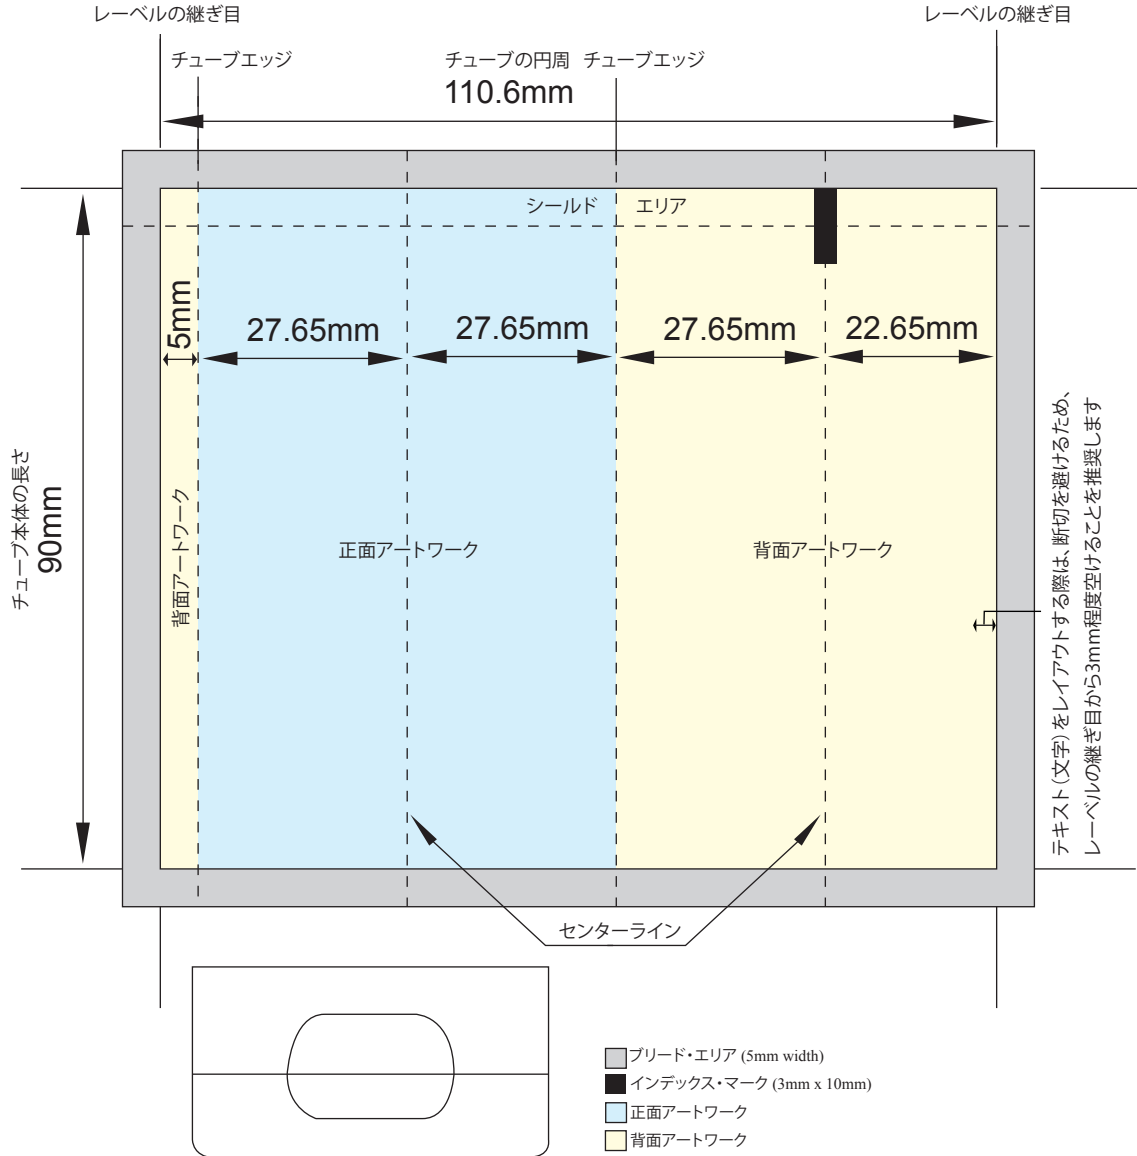 レーベルの継ぎ目
レーベルの継ぎ目
チューブエッジ
チューブの円周
チューブエッジ
110.6mm
シールド
エリア
5mm
27.65mm
27.65mm
27.65mm
22.65mm
チューブ本体の長さ
90mm
背面アートワーク
正面アートワーク
背面アートワーク
テキスト(文字)をレイアウトする際は、断切を避けるため、
レーベルの継ぎ目から3mm程度空けることを推奨します
センターライン
ブリード・エリア (5mm width)
インデックス・マーク (3mm x 10mm)
正面アートワーク
背面アートワーク